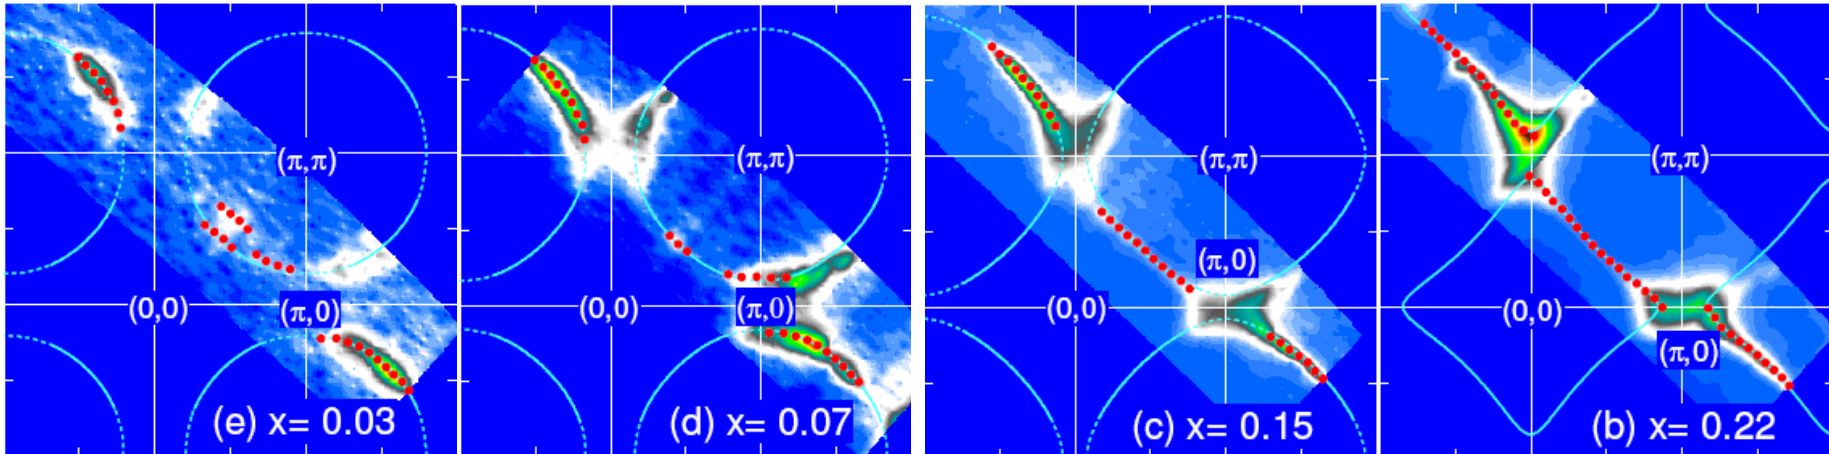 (π,π)
(0,0)
(π,0)
(e) x= 0.03
(π,π)
(0,0)
(π,0)
(d) x= 0.07
(π,π)
(π,0)
(0,0)
(c) x= 0.15
(π,π)
(0,0)
(π,0)
(b) x= 0.22